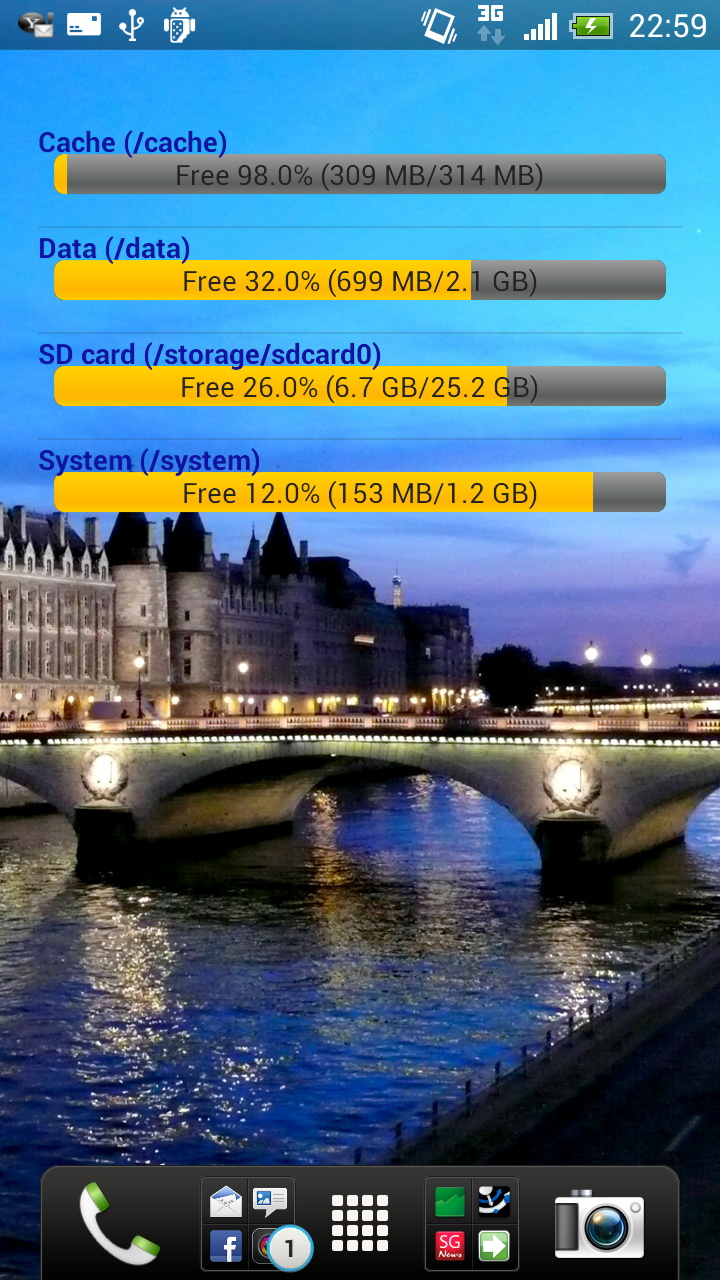 3G
22:59
Cache (/cache)
Free 98.0% (309 MB/314 MB)
Data (/data)
Free 32.0% (699 MB/2.1 GB)
SD card (/storage/sdcard0)
Free 26.0% (6.7 GB/25.2 GB)
System (/system)
Free 12.0% (153 MB/1.2 GB)
f
1
SG
News